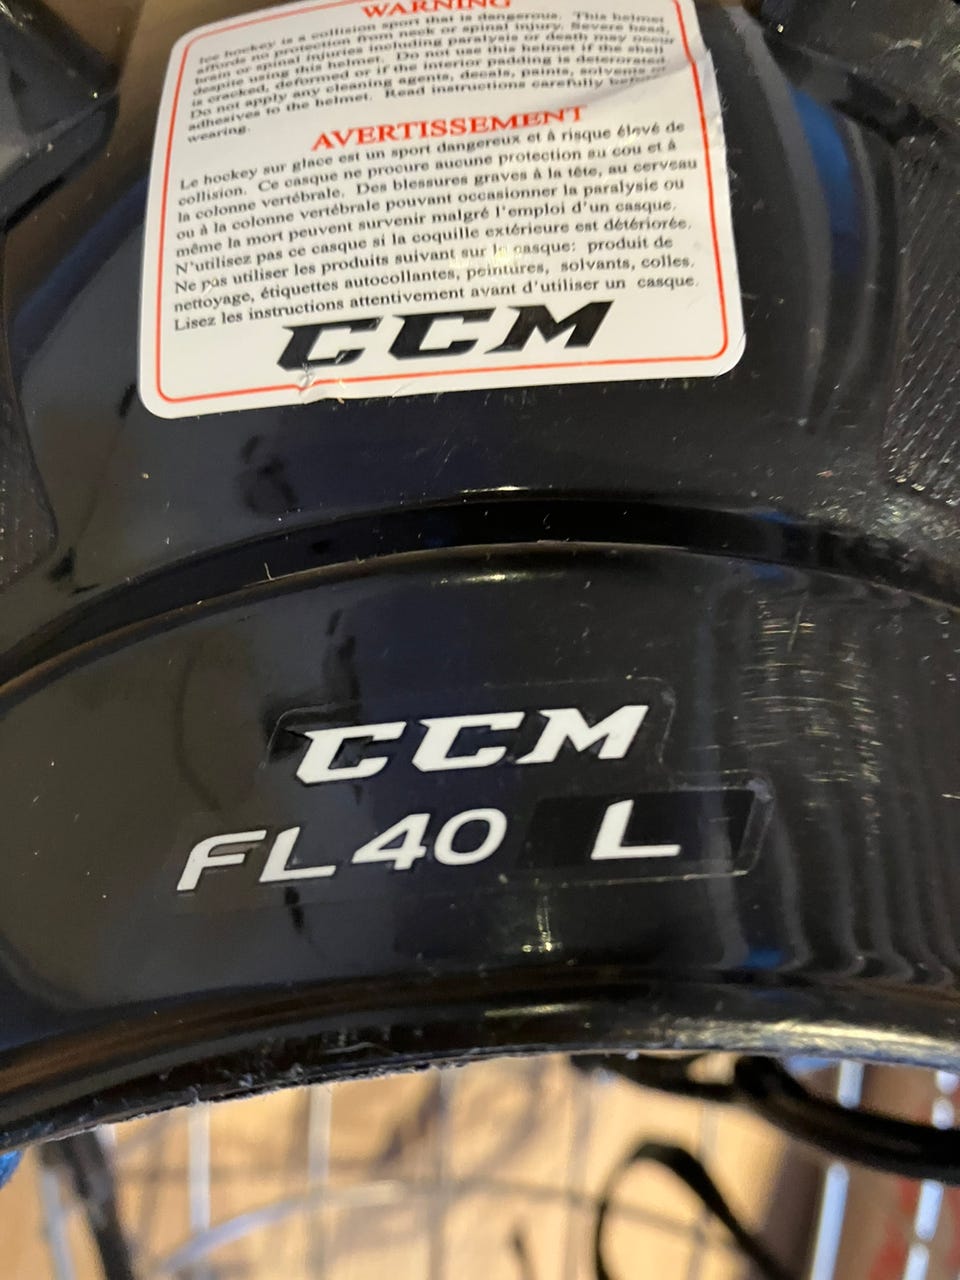 WARNING
Ice hockey is a collision sport that is dangerous. This helmet
affords no protection from neck or spinal injury. Severe head,
brain or spinal injuries including paralysis or death may occur
despite using this helmet. Do not use this helmet if the shell
is cracked, deformed or if the interior padding is deteriorated.
Do not apply any cleaning agents, decals, paints, solvents or
adhesives to the helmet. Read instructions carefully before
wearing.
AVERTISSEMENT
Le hockey sur glace est un sport dangereux et à risque élevé de
collision. Ce casque ne procure aucune protection au cou et à
la colonne vertébrale. Des blessures graves à la tête, au cerveau
ou à la colonne vertébrale pouvant occasionner la paralysie ou
même la mort peuvent survenir malgré l'emploi d'un casque.
N'utilisez pas ce casque si la coquille extérieure est détériorée.
Ne pas utiliser les produits suivant sur le casque: produit de
nettoyage, étiquettes autocollantes, peintures, solvants, colles.
Lisez les instructions attentivement avant d'utiliser un casque.
CCM
CCM
FL40 L